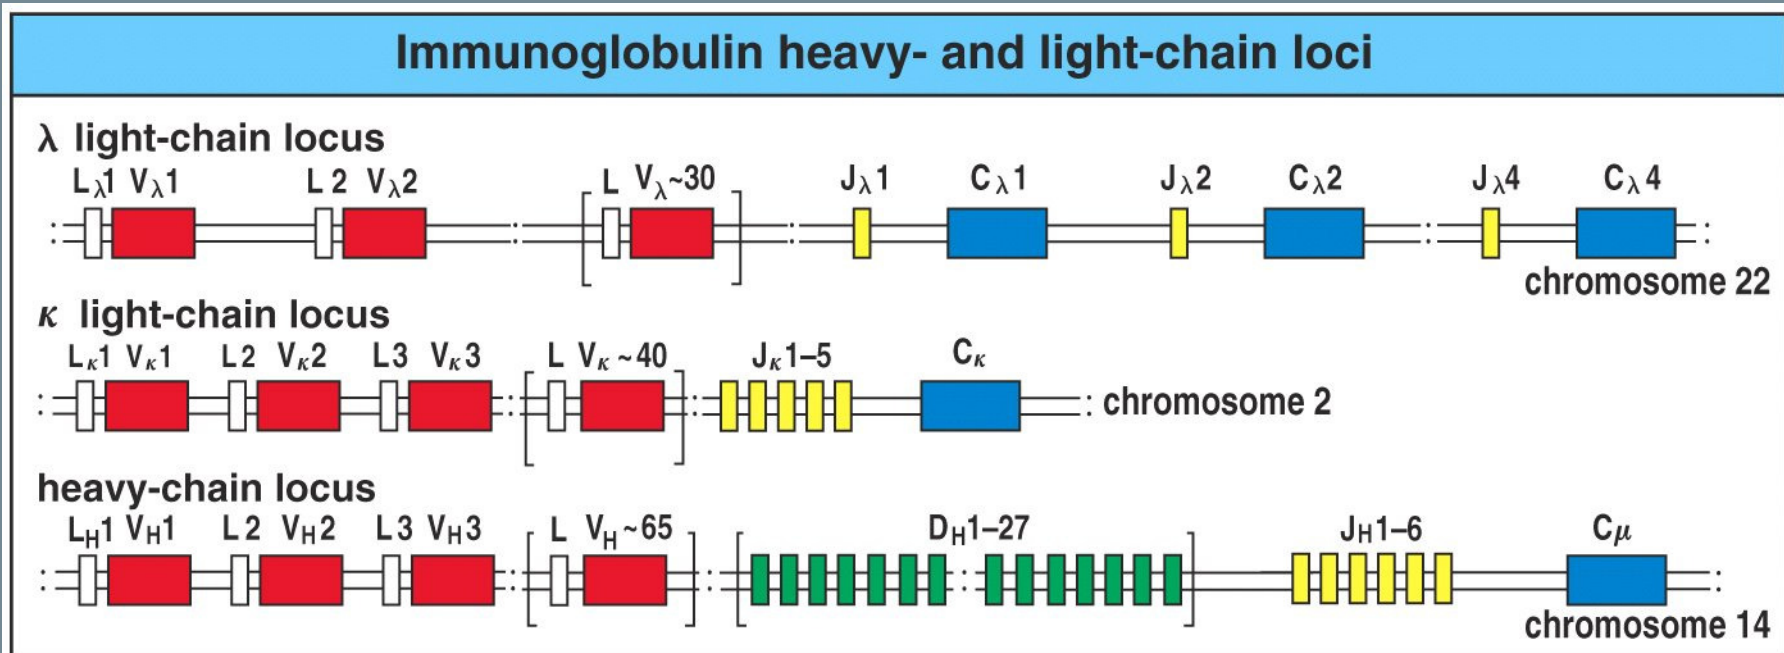 Immunoglobulin heavy- and light-chain loci
λ light-chain locus
Lλ1 Vλ1 L2 Vλ2 L Vλ~30 Jλ1 Cλ1 Jλ2 Cλ2 Jλ4 Cλ4
chromosome 22
κ light-chain locus
Lκ1 Vκ1 L2 Vκ2 L3 Vκ3 L Vκ~40 Jκ1–5 Cκ
chromosome 2
heavy-chain locus
LH1 VH1 L2 VH2 L3 VH3 L VH~65 DH1–27 JH1–6 Cμ
chromosome 14